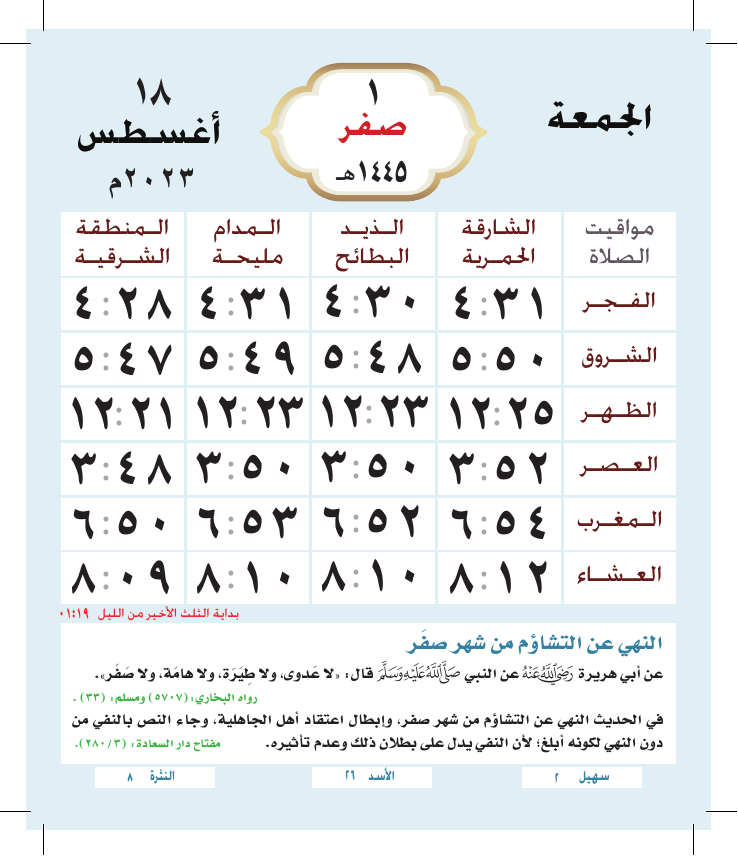 الجمعة
١
صفر
١٤٤٥هـ
١٨
أغسطس
٢٠٢٣م
مواقيت الصلاة
الشارقة الحمرية
الذيد البطائح
المدام مليحة
المنطقة الشرقية
الفجر ٤:٣١ ٤:٣٠ ٤:٣١ ٤:٢٨
الشروق ٥:٥٠ ٥:٤٨ ٥:٤٩ ٥:٤٧
الظهر ١٢:٢٥ ١٢:٢٣ ١٢:٢٣ ١٢:٢١
العصر ٣:٥٢ ٣:٥٠ ٣:٥٠ ٣:٤٨
المغرب ٦:٥٤ ٦:٥٢ ٦:٥٣ ٦:٥٠
العشاء ٨:١٢ ٨:١٠ ٨:١٠ ٨:٠٩
بداية الثلث الأخير من الليل ٠١:١٩
النهي عن التشاؤم من شهر صفَر
عن أبي هريرة رَضِيَ اللَّهُ عَنْهُ عن النبي صَلَّى اللَّهُ عَلَيْهِ وَسَلَّمَ قال: «لا عَدوى، ولا طِيَرَة، ولا هامَة، ولا صَفَر».
رواه البخاري: (٥٧٠٧) ومسلم: (٣٣) .
في الحديث النهي عن التشاؤم من شهر صفر، وإبطال اعتقاد أهل الجاهلية، وجاء النص بالنفي من
دون النهي لكونه أبلغ؛ لأن النفي يدل على بطلان ذلك وعدم تأثيره. مفتاح دار السعادة : (٢٨٠/٣).
سهيل ٢
الأسد ٢٦
النثرة ٨